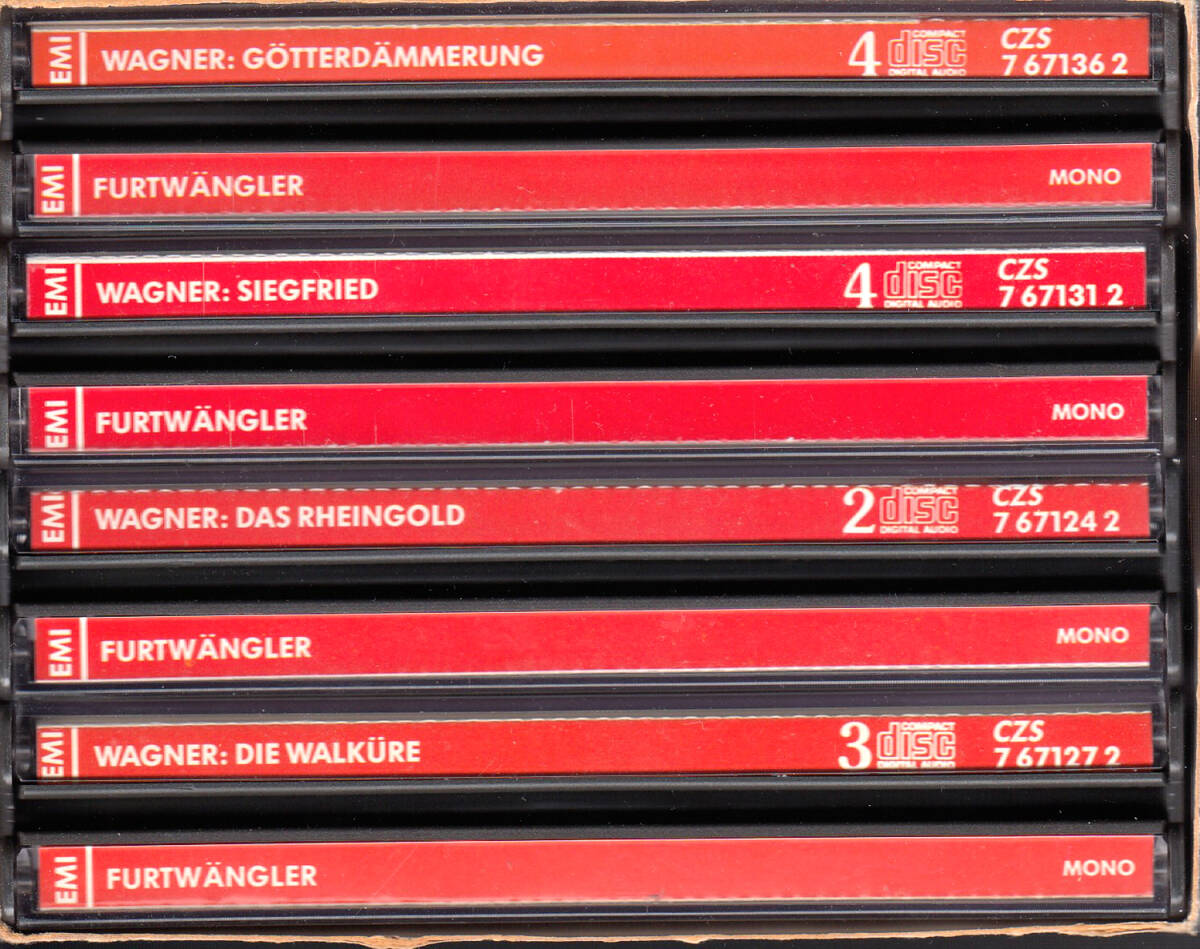 EMI
WAGNER: GÖTTERDÄMMERUNG 4 COMPACT disc DIGITAL AUDIO CZS 7 67136 2
EMI
FURTWÄNGLER MONO
EMI
WAGNER: SIEGFRIED 4 COMPACT disc DIGITAL AUDIO CZS 7 67131 2
EMI
FURTWÄNGLER MONO
EMI
WAGNER: DAS RHEINGOLD 2 COMPACT disc DIGITAL AUDIO CZS 7 67124 2
EMI
FURTWÄNGLER MONO
EMI
WAGNER: DIE WALKÜRE 3 COMPACT disc DIGITAL AUDIO CZS 7 67127 2
EMI
FURTWÄNGLER MONO